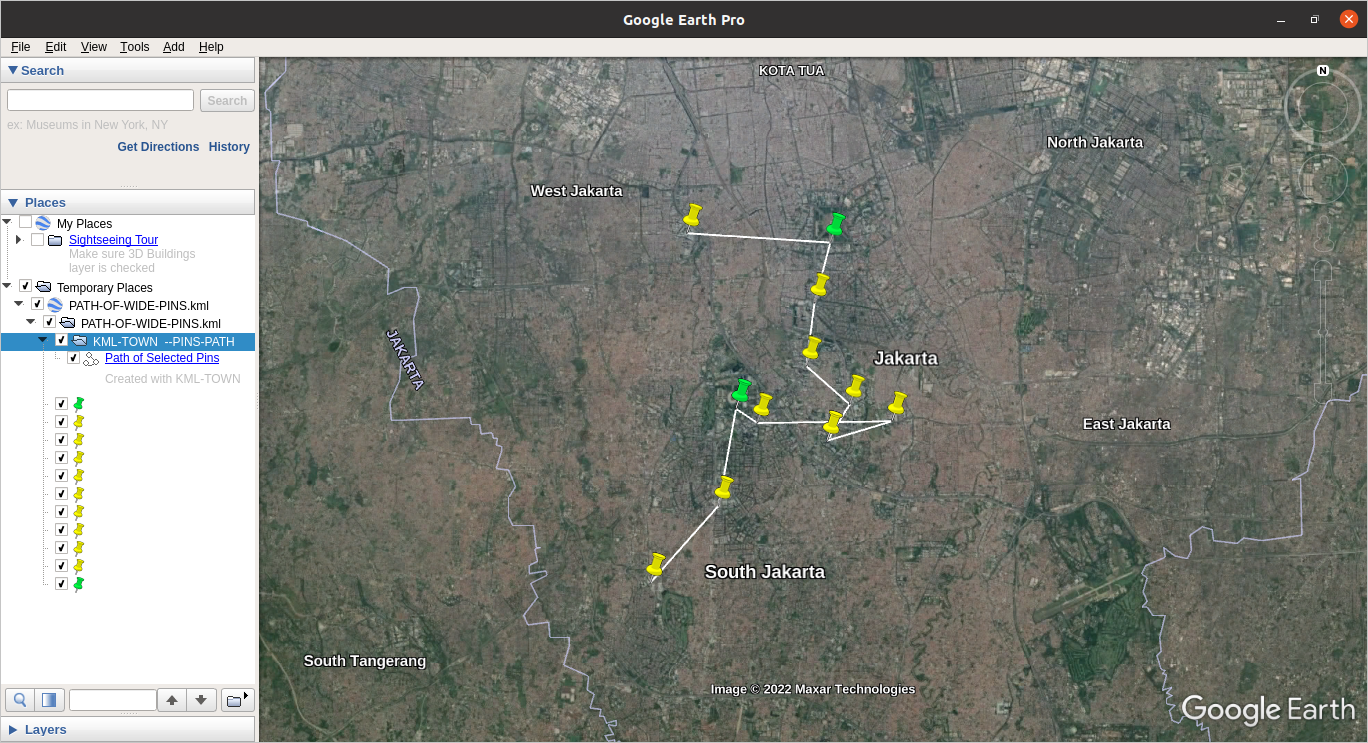 Google Earth Pro
File Edit View Tools Add Help
Search
Search
ex: Museums in New York, NY
Get Directions History
Places
My Places
Sightseeing Tour
Make sure 3D Buildings
layer is checked
Temporary Places
PATH-OF-WIDE-PINS.kml
PATH-OF-WIDE-PINS.kml
KML-TOWN --PINS-PATH
Path of Selected Pins
Created with KML-TOWN
Layers
KOTA TUA
N
North Jakarta
West Jakarta
JAKARTA
Jakarta
East Jakarta
South Jakarta
South Tangerang
Image © 2022 Maxar Technologies
Google Earth